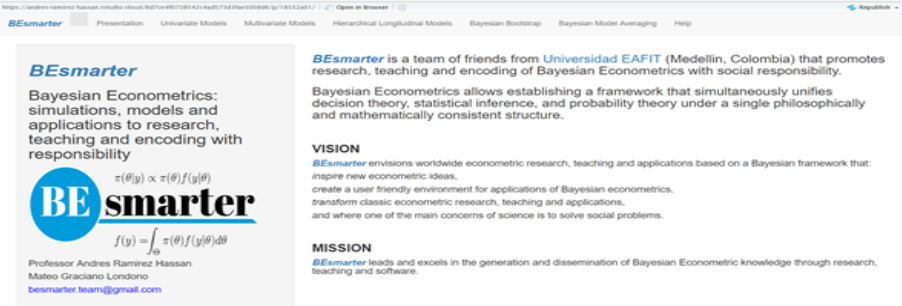 Open in Browser
Republish
BEsmarter Presentation Univariate Models Multivariate Models Hierarchical Longitudinal Models Bayesian Bootstrap Bayesian Model Averaging Help
BEsmarter
Bayesian Econometrics:
simulations, models and
applications to research,
teaching and encoding with
responsibility
π(θ|y) ∝ π(θ)f(y|θ)
BE smarter
f(y) = ∫Θ π(θ)f(y|θ)dθ
Professor Andres Ramirez Hassan
Mateo Graciano Londono
besmarter.team@gmail.com
BEsmarter is a team of friends from Universidad EAFIT (Medellin, Colombia) that promotes
research, teaching and encoding of Bayesian Econometrics with social responsibility.
Bayesian Econometrics allows establishing a framework that simultaneously unifies
decision theory, statistical inference, and probability theory under a single philosophically
and mathematically consistent structure.
VISION
BEsmarter envisions worldwide econometric research, teaching and applications based on a Bayesian framework that:
inspire new econometric ideas,
create a user friendly environment for applications of Bayesian econometrics,
transform classic econometric research, teaching and applications,
and where one of the main concerns of science is to solve social problems.
MISSION
BEsmarter leads and excels in the generation and dissemination of Bayesian Econometric knowledge through research,
teaching and software.